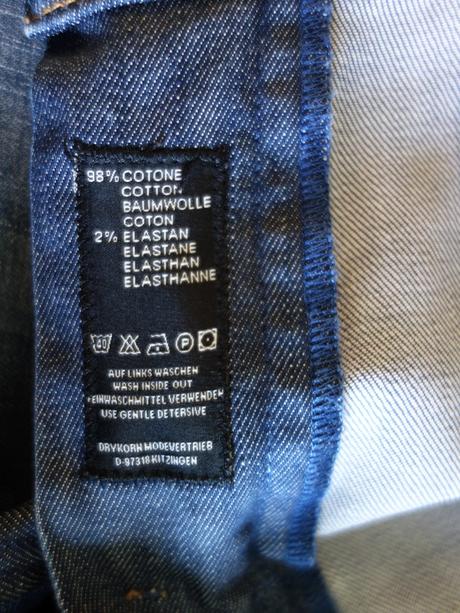 98% COTONE
COTTON
BAUMWOLLE
COTON
2% ELASTAN
ELASTANE
ELASTHAN
ELASTHANNE
40 P
AUF LINKS WASCHEN
WASH INSIDE OUT
FEINWASCHMITTEL VERWENDEN
USE GENTLE DETERSIVE
DRYKORN MODEVERTRIEB
D-97318 KITZINGEN